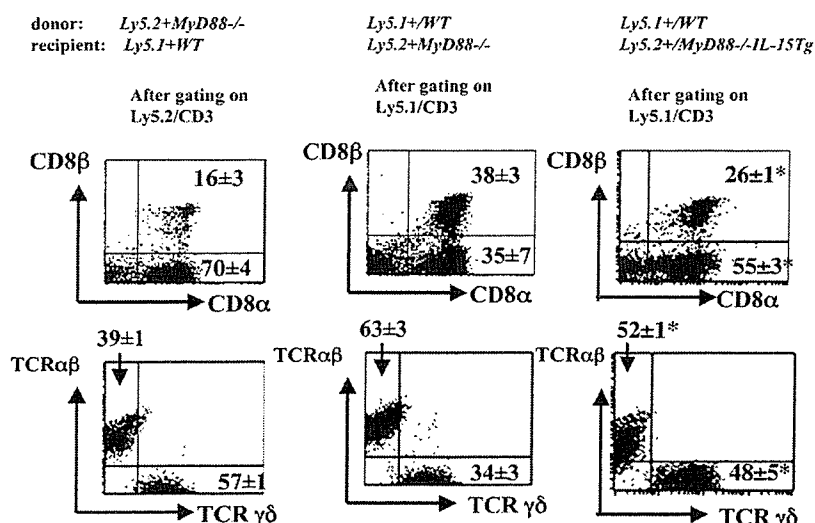 donor: Ly5.2+MyD88-/- Ly5.1+/WT Ly5.1+/WT
recipient: Ly5.1+WT Ly5.2+MyD88-/- Ly5.2+/MyD88-/-IL-15Tg
After gating on After gating on After gating on
Ly5.2/CD3 Ly5.1/CD3 Ly5.1/CD3
CD8β CD8β CD8β
16±3 38±3 26±1*
70±4 35±7 55±3*
CD8α CD8α CD8α
39±1 63±3 52±1*
TCRαβ TCRαβ TCRαβ
57±1 34±3 48±5*
TCR γδ TCR γδ TCR γδ